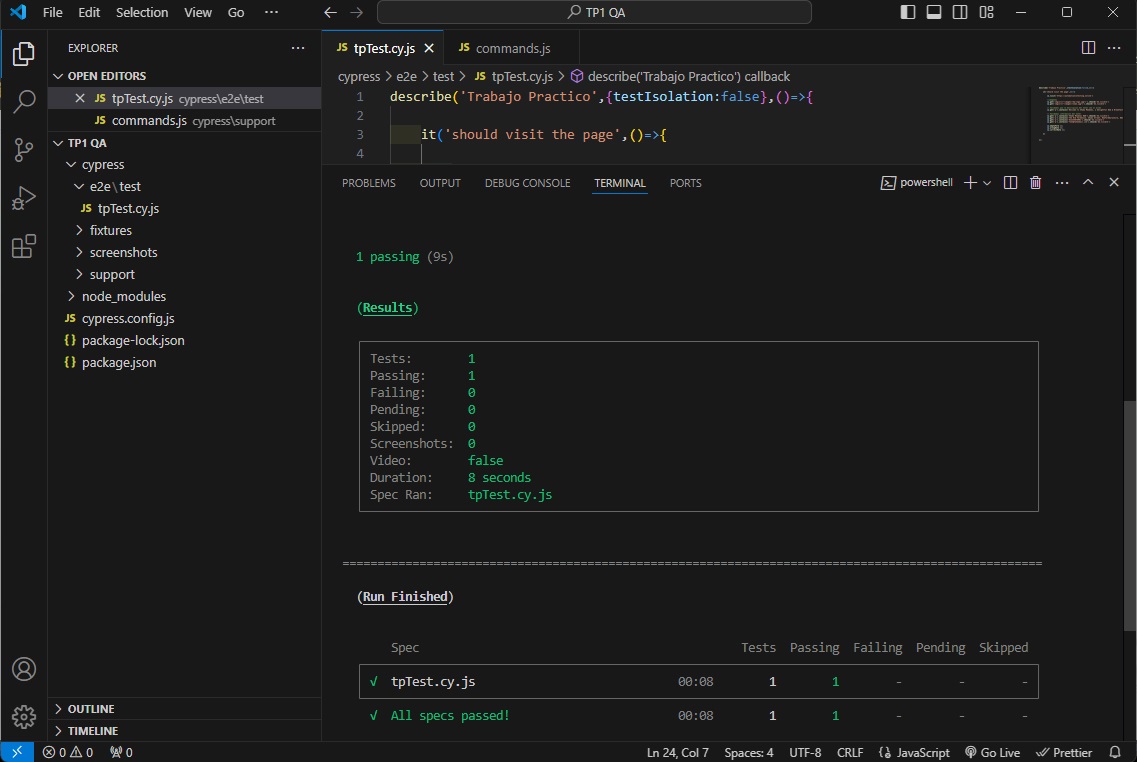 File Edit Selection View Go ··· TP1 QA
EXPLORER ···
OPEN EDITORS
JS tpTest.cy.js cypress\e2e\test
JS commands.js cypress\support
TP1 QA
cypress
e2e\test
JS tpTest.cy.js
fixtures
screenshots
support
node_modules
JS cypress.config.js
{} package-lock.json
{} package.json
OUTLINE
TIMELINE
JS tpTest.cy.js JS commands.js ···
cypress > e2e > test > JS tpTest.cy.js > describe('Trabajo Practico') callback
1 describe('Trabajo Practico',{testIsolation:false},()=>{
2
3 it('should visit the page',()=>{
4
PROBLEMS OUTPUT DEBUG CONSOLE TERMINAL PORTS powershell ···
1 passing (9s)
(Results)
Tests: 1
Passing: 1
Failing: 0
Pending: 0
Skipped: 0
Screenshots: 0
Video: false
Duration: 8 seconds
Spec Ran: tpTest.cy.js
====================================================================================================
(Run Finished)
Spec Tests Passing Failing Pending Skipped
√ tpTest.cy.js 00:08 1 1 - - -
√ All specs passed! 00:08 1 1 - - -
0 0 0 Ln 24, Col 7 Spaces: 4 UTF-8 CRLF {} JavaScript Go Live Prettier